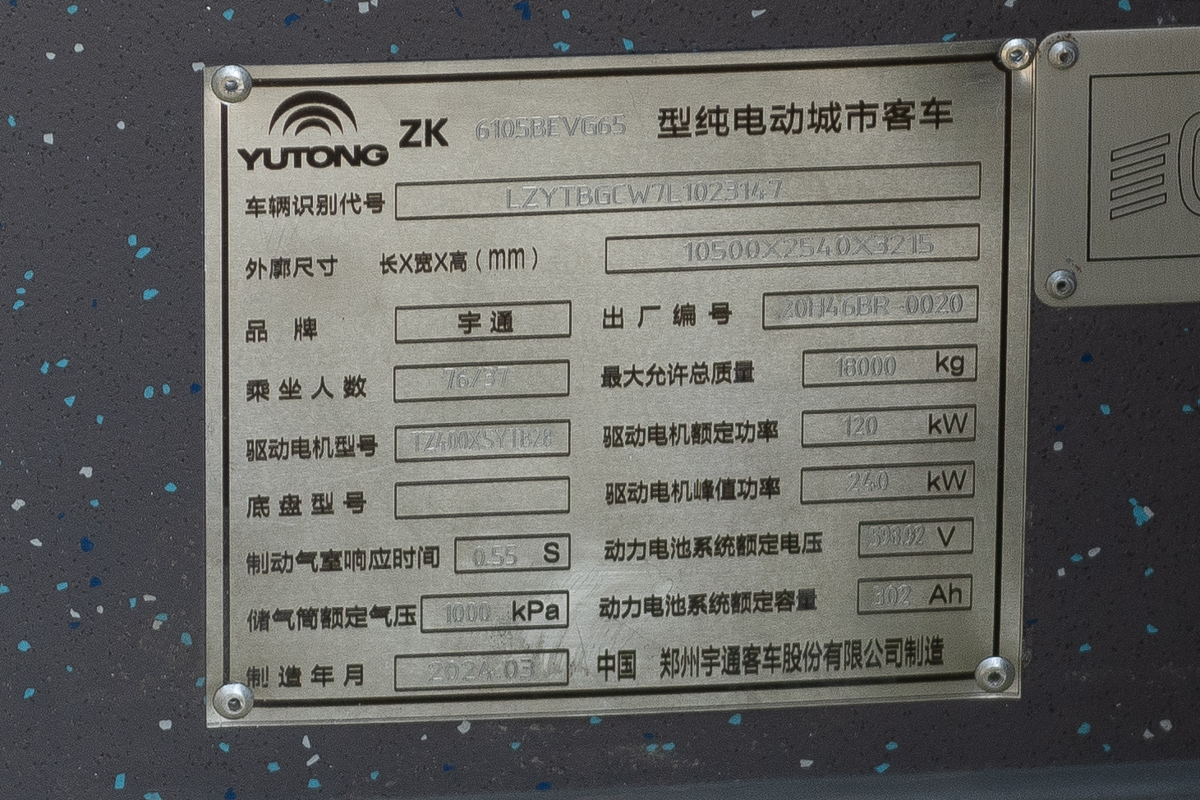 YUTONG ZK 6105BEVG65 型纯电动城市客车
车辆识别代号 LZYTBGCW7L1023147
外廓尺寸 长X宽X高(mm) 10500X2540X3215
品牌 宇通 出厂编号 20H46BR-0020
乘坐人数 76/37 最大允许总质量 18000 kg
驱动电机型号 TZ400XSYTB28 驱动电机额定功率 120 kW
底盘型号 驱动电机峰值功率 240 kW
制动气室响应时间 0.55 S 动力电池系统额定电压 V
储气筒额定气压 1000 kPa 动力电池系统额定容量 302 Ah
制造年月 2024.03 中国 郑州宇通客车股份有限公司制造